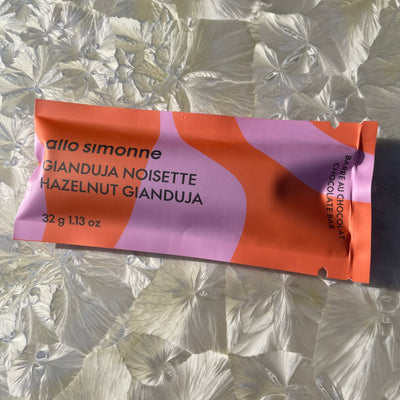 allo simonne
GIANDUJA NOISETTE
HAZELNUT GIANDUJA
32 g 1.13 oz
BARRE AU CHOCOLAT
CHOCOLATE BAR